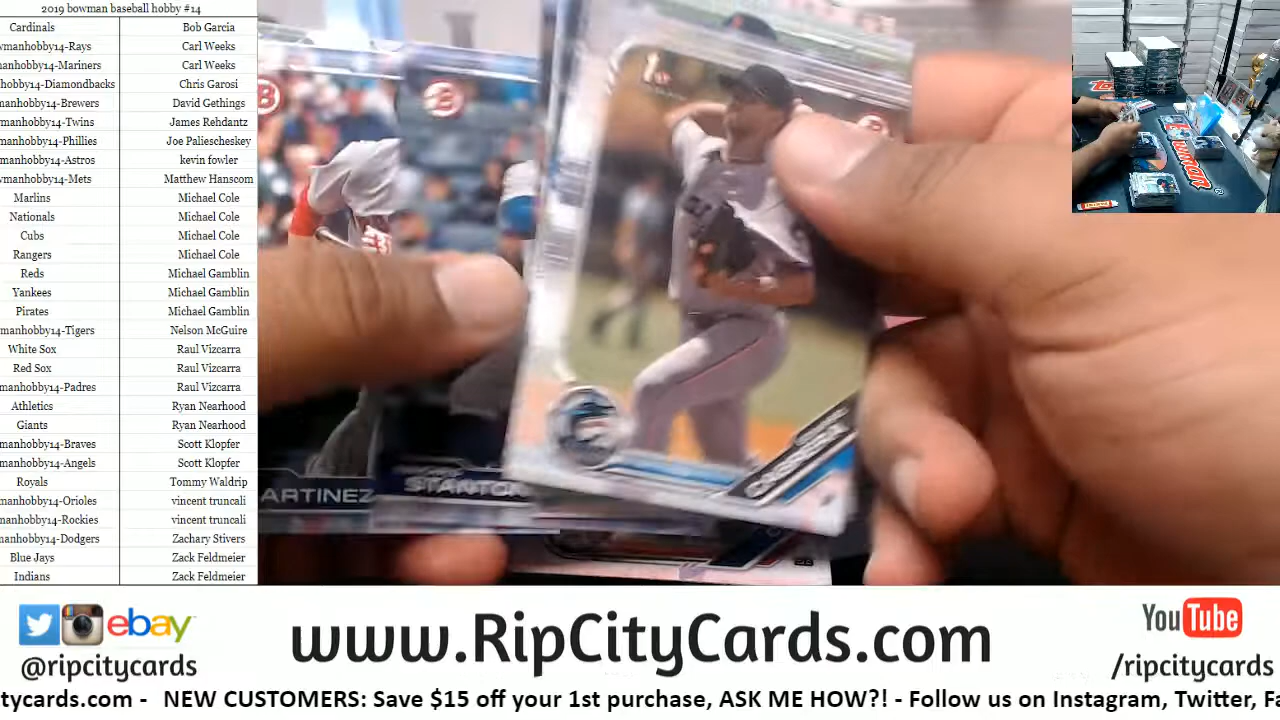 2019 bowman baseball hobby #14
Cardinals Bob Garcia
wmanhobby14-Rays Carl Weeks
manhobby14-Mariners Carl Weeks
hobby14-Diamondbacks Chris Garosi
manhobby14-Brewers David Gethings
manhobby14-Twins James Rehdantz
manhobby14-Phillies Joe Palischeskey
manhobby14-Astros kevin fowler
wmanhobby14-Mets Matthew Hanscom
Marlins Michael Cole
Nationals Michael Cole
Cubs Michael Cole
Rangers Michael Cole
Reds Michael Gamblin
Yankees Michael Gamblin
Pirates Michael Gamblin
manhobby14-Tigers Nelson McGuire
White Sox Raul Vizcarra
Red Sox Raul Vizcarra
manhobby14-Padres Raul Vizcarra
Athletics Ryan Nearhood
Giants Ryan Nearhood
manhobby14-Braves Scott Klopfer
manhobby14-Angels Scott Klopfer
Royals Tommy Waldrip
manhobby14-Orioles vincent truncali
manhobby14-Rockies vincent truncali
manhobby14-Dodgers Zachary Stivers
Blue Jays Zack Feldmeier
Indians Zack Feldmeier
ARTINEZ
STANTON
CABRERA
ebay
@ripcitycards
www.RipCityCards.com
YouTube
/ripcitycards
tycards.com - NEW CUSTOMERS: Save $15 off your 1st purchase, ASK ME HOW?! - Follow us on Instagram, Twitter, Fa